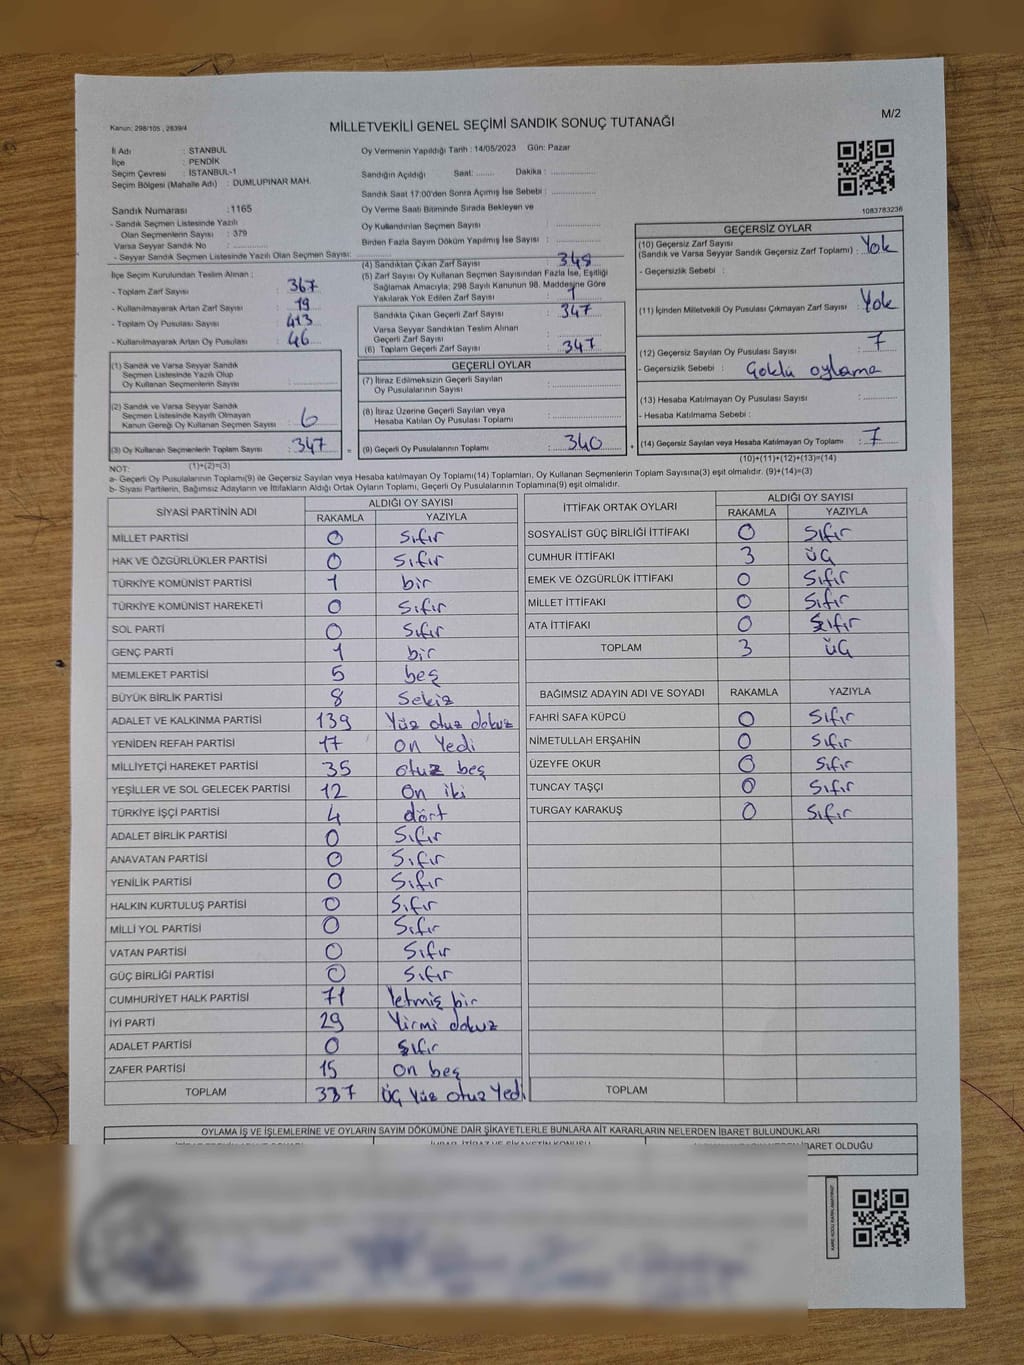 M/2
Kanun: 298/105 , 2839/4
MİLLETVEKİLİ GENEL SEÇİMİ SANDIK SONUÇ TUTANAĞI
İl Adı : STANBUL
İlçe : PENDİK
Seçim Çevresi : İSTANBUL-1
Seçim Bölgesi (Mahalle Adı) : DUMLUPINAR MAH.
Sandık Numarası : 1165
- Sandık Seçmen Listesinde Yazılı
Olan Seçmenlerin Sayısı : 379
Varsa Seyyar Sandık No : ............
- Seyyar Sandık Seçmen Listesinde Yazılı Olan Seçmen Sayısı: ............
Oy Vermenin Yapıldığı Tarih : 14/05/2023 Gün: Pazar
Sandığın Açıldığı Saat: ........ Dakika : ............
Sandık Saat 17:00'den Sonra Açımış İse Sebebi : ............
Oy Verme Saati Bitiminde Sırada Bekleyen ve
Oy Kullandırılan Seçmen Sayısı : ............
Birden Fazla Sayım Döküm Yapılmış İse Sayısı : ............
1083783236
İlçe Seçim Kurulundan Teslim Alınan :
- Toplam Zarf Sayısı : 367
- Kullanılmayarak Artan Zarf Sayısı : 19
- Toplam Oy Pusulası Sayısı : 413
- Kullanılmayarak Artan Oy Pusulası : 46
(1) Sandık ve Varsa Seyyar Sandık
Seçmen Listesinde Yazılı Olup
Oy Kullanan Seçmenlerin Sayısı : ............
(2) Sandık ve Varsa Seyyar Sandık
Seçmen Listesinde Kayıtlı Olmayan
Kanun Gereği Oy Kullanan Seçmen Sayısı : 6
(3) Oy Kullanan Seçmenlerin Toplam Sayısı : 347
(1)+(2)=(3)
(4) Sandıktan Çıkan Zarf Sayısı : 348
(5) Zarf Sayısı Oy Kullanan Seçmen Sayısından Fazla İse, Eşitliği
Sağlamak Amacıyla; 298 Sayılı Kanunun 98. Maddesine Göre
Yakılarak Yok Edilen Zarf Sayısı : 1
Sandıkta Çıkan Geçerli Zarf Sayısı : 347
Varsa Seyyar Sandıktan Teslim Alınan
Geçerli Zarf Sayısı : ............
(6) Toplam Geçerli Zarf Sayısı : 347
GEÇERLİ OYLAR
(7) İtiraz Edilmeksizin Geçerli Sayılan
Oy Pusulalarının Sayısı : ............
(8) İtiraz Üzerine Geçerli Sayılan veya
Hesaba Katılan Oy Pusulası Sayısı : ............
= (9) Geçerli Oy Pusulalarının Toplamı : 340 +
GEÇERSİZ OYLAR
(10) Geçersiz Zarf Sayısı
(Sandık ve Varsa Seyyar Sandık Geçersiz Zarf Toplamı) : Yok
- Geçersizlik Sebebi : ............
(11) İçinden Milletvekili Oy Pusulası Çıkmayan Zarf Sayısı : Yok
(12) Geçersiz Sayılan Oy Pusulası Sayısı : 7
- Geçersizlik Sebebi : Çoklu oylama
(13) Hesaba Katılmayan Oy Pusulası Sayısı : ............
- Hesaba Katılmama Sebebi :
(14) Geçersiz Sayılan veya Hesaba Katılmayan Oy Toplamı : 7
(10)+(11)+(12)+(13)=(14)
NOT:
a- Geçerli Oy Pusulalarının Toplamı(9) ile Geçersiz Sayılan veya Hesaba katılmayan Oy Toplamı(14) Toplamları, Oy Kullanan Seçmenlerin Toplam Sayısına(3) eşit olmalıdır. (9)+(14)=(3)
b- Siyasi Partilerin, Bağımsız Adayların ve İttifakların Aldığı Ortak Oyların Toplamı, Geçerli Oy Pusulalarının Toplamına(9) eşit olmalıdır.
SİYASİ PARTİNİN ADI ALDIĞI OY SAYISI
RAKAMLA YAZIYLA
MİLLET PARTİSİ 0 Sıfır
HAK VE ÖZGÜRLÜKLER PARTİSİ 0 Sıfır
TÜRKİYE KOMÜNİST PARTİSİ 1 bir
TÜRKİYE KOMÜNİST HAREKETİ 0 Sıfır
SOL PARTİ 0 Sıfır
GENÇ PARTİ 1 bir
MEMLEKET PARTİSİ 5 beş
BÜYÜK BİRLİK PARTİSİ 8 Sekiz
ADALET VE KALKINMA PARTİSİ 139 Yüz otuz dokuz
YENİDEN REFAH PARTİSİ 17 on Yedi
MİLLİYETÇİ HAREKET PARTİSİ 35 otuz beş
YEŞİLLER VE SOL GELECEK PARTİSİ 12 On iki
TÜRKİYE İŞÇİ PARTİSİ 4 dört
ADALET BİRLİK PARTİSİ 0 Sıfır
ANAVATAN PARTİSİ 0 Sıfır
YENİLİK PARTİSİ 0 Sıfır
HALKIN KURTULUŞ PARTİSİ 0 Sıfır
MİLLİ YOL PARTİSİ 0 Sıfır
VATAN PARTİSİ 0 Sıfır
GÜÇ BİRLİĞİ PARTİSİ 0 Sıfır
CUMHURİYET HALK PARTİSİ 71 Yetmiş bir
İYİ PARTİ 29 Yirmi dokuz
ADALET PARTİSİ 0 Sıfır
ZAFER PARTİSİ 15 On beş
TOPLAM 337 Üç Yüz otuz Yedi
İTTİFAK ORTAK OYLARI ALDIĞI OY SAYISI
RAKAMLA YAZIYLA
SOSYALİST GÜÇ BİRLİĞİ İTTİFAKI 0 Sıfır
CUMHUR İTTİFAKI 3 üç
EMEK VE ÖZGÜRLÜK İTTİFAKI 0 Sıfır
MİLLET İTTİFAKI 0 Sıfır
ATA İTTİFAKI 0 Sıfır
TOPLAM 3 üç
BAĞIMSIZ ADAYIN ADI VE SOYADI RAKAMLA YAZIYLA
FAHRİ SAFA KÜPCÜ 0 Sıfır
NİMETULLAH ERŞAHİN 0 Sıfır
ÜZEYFE OKUR 0 Sıfır
TUNCAY TAŞÇI 0 Sıfır
TURGAY KARAKUŞ 0 Sıfır
TOPLAM
OYLAMA İŞ VE İŞLEMLERİNE VE OYLARIN SAYIM DÖKÜMÜNE DAİR ŞİKAYETLERLE BUNLARA AİT KARARLARIN NELERDEN İBARET BULUNDUKLARI
İBARET OLDUĞU